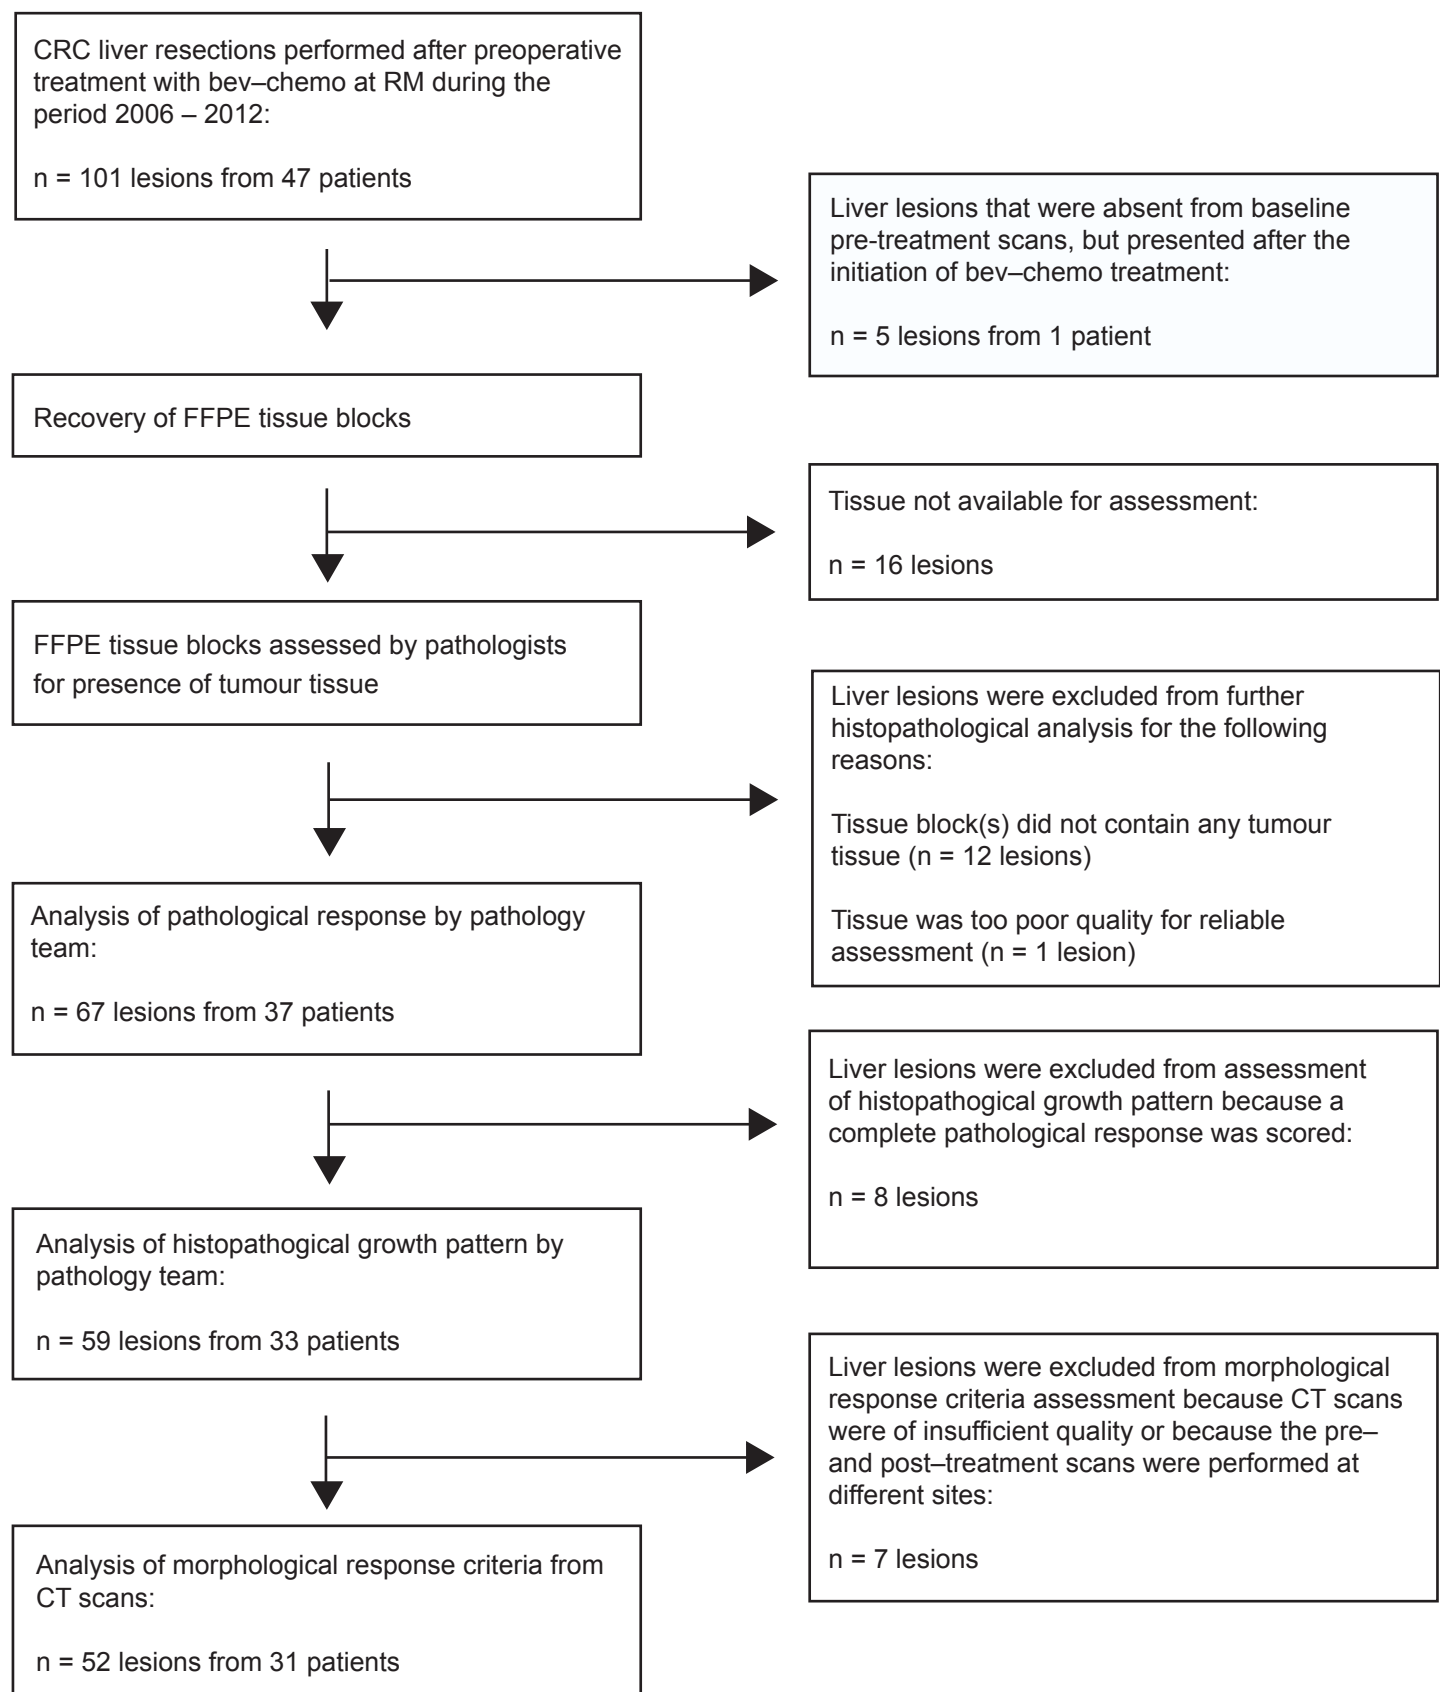 CRC liver resections performed after preoperative
treatment with bev–chemo at RM during the
period 2006 – 2012:
n = 101 lesions from 47 patients
Liver lesions that were absent from baseline
pre-treatment scans, but presented after the
initiation of bev–chemo treatment:
n = 5 lesions from 1 patient
Recovery of FFPE tissue blocks
Tissue not available for assessment:
n = 16 lesions
FFPE tissue blocks assessed by pathologists
for presence of tumour tissue
Liver lesions were excluded from further
histopathological analysis for the following
reasons:
Tissue block(s) did not contain any tumour
tissue (n = 12 lesions)
Tissue was too poor quality for reliable
assessment (n = 1 lesion)
Analysis of pathological response by pathology
team:
n = 67 lesions from 37 patients
Liver lesions were excluded from assessment
of histopathogical growth pattern because a
complete pathological response was scored:
n = 8 lesions
Analysis of histopathogical growth pattern by
pathology team:
n = 59 lesions from 33 patients
Liver lesions were excluded from morphological
response criteria assessment because CT scans
were of insufficient quality or because the pre–
and post–treatment scans were performed at
different sites:
n = 7 lesions
Analysis of morphological response criteria from
CT scans:
n = 52 lesions from 31 patients